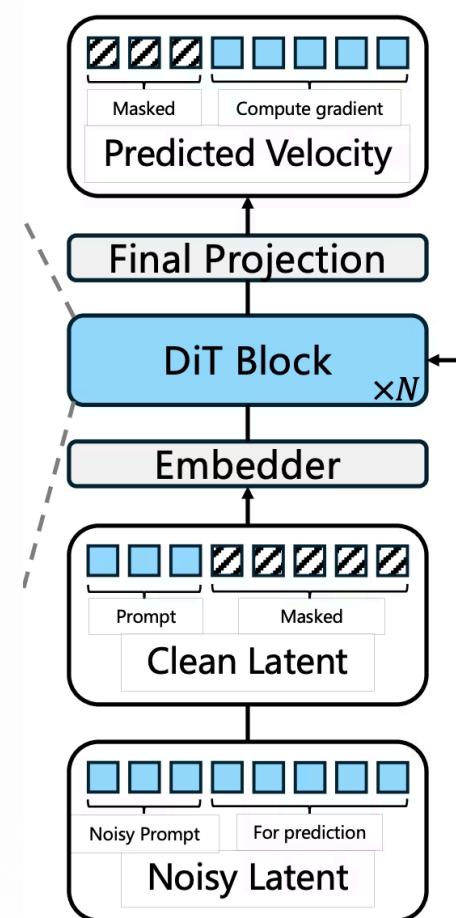 Masked
Compute gradient
Predicted Velocity
Final Projection
DiT Block
×N
Embedder
Prompt
Masked
Clean Latent
Noisy Prompt
For prediction
Noisy Latent